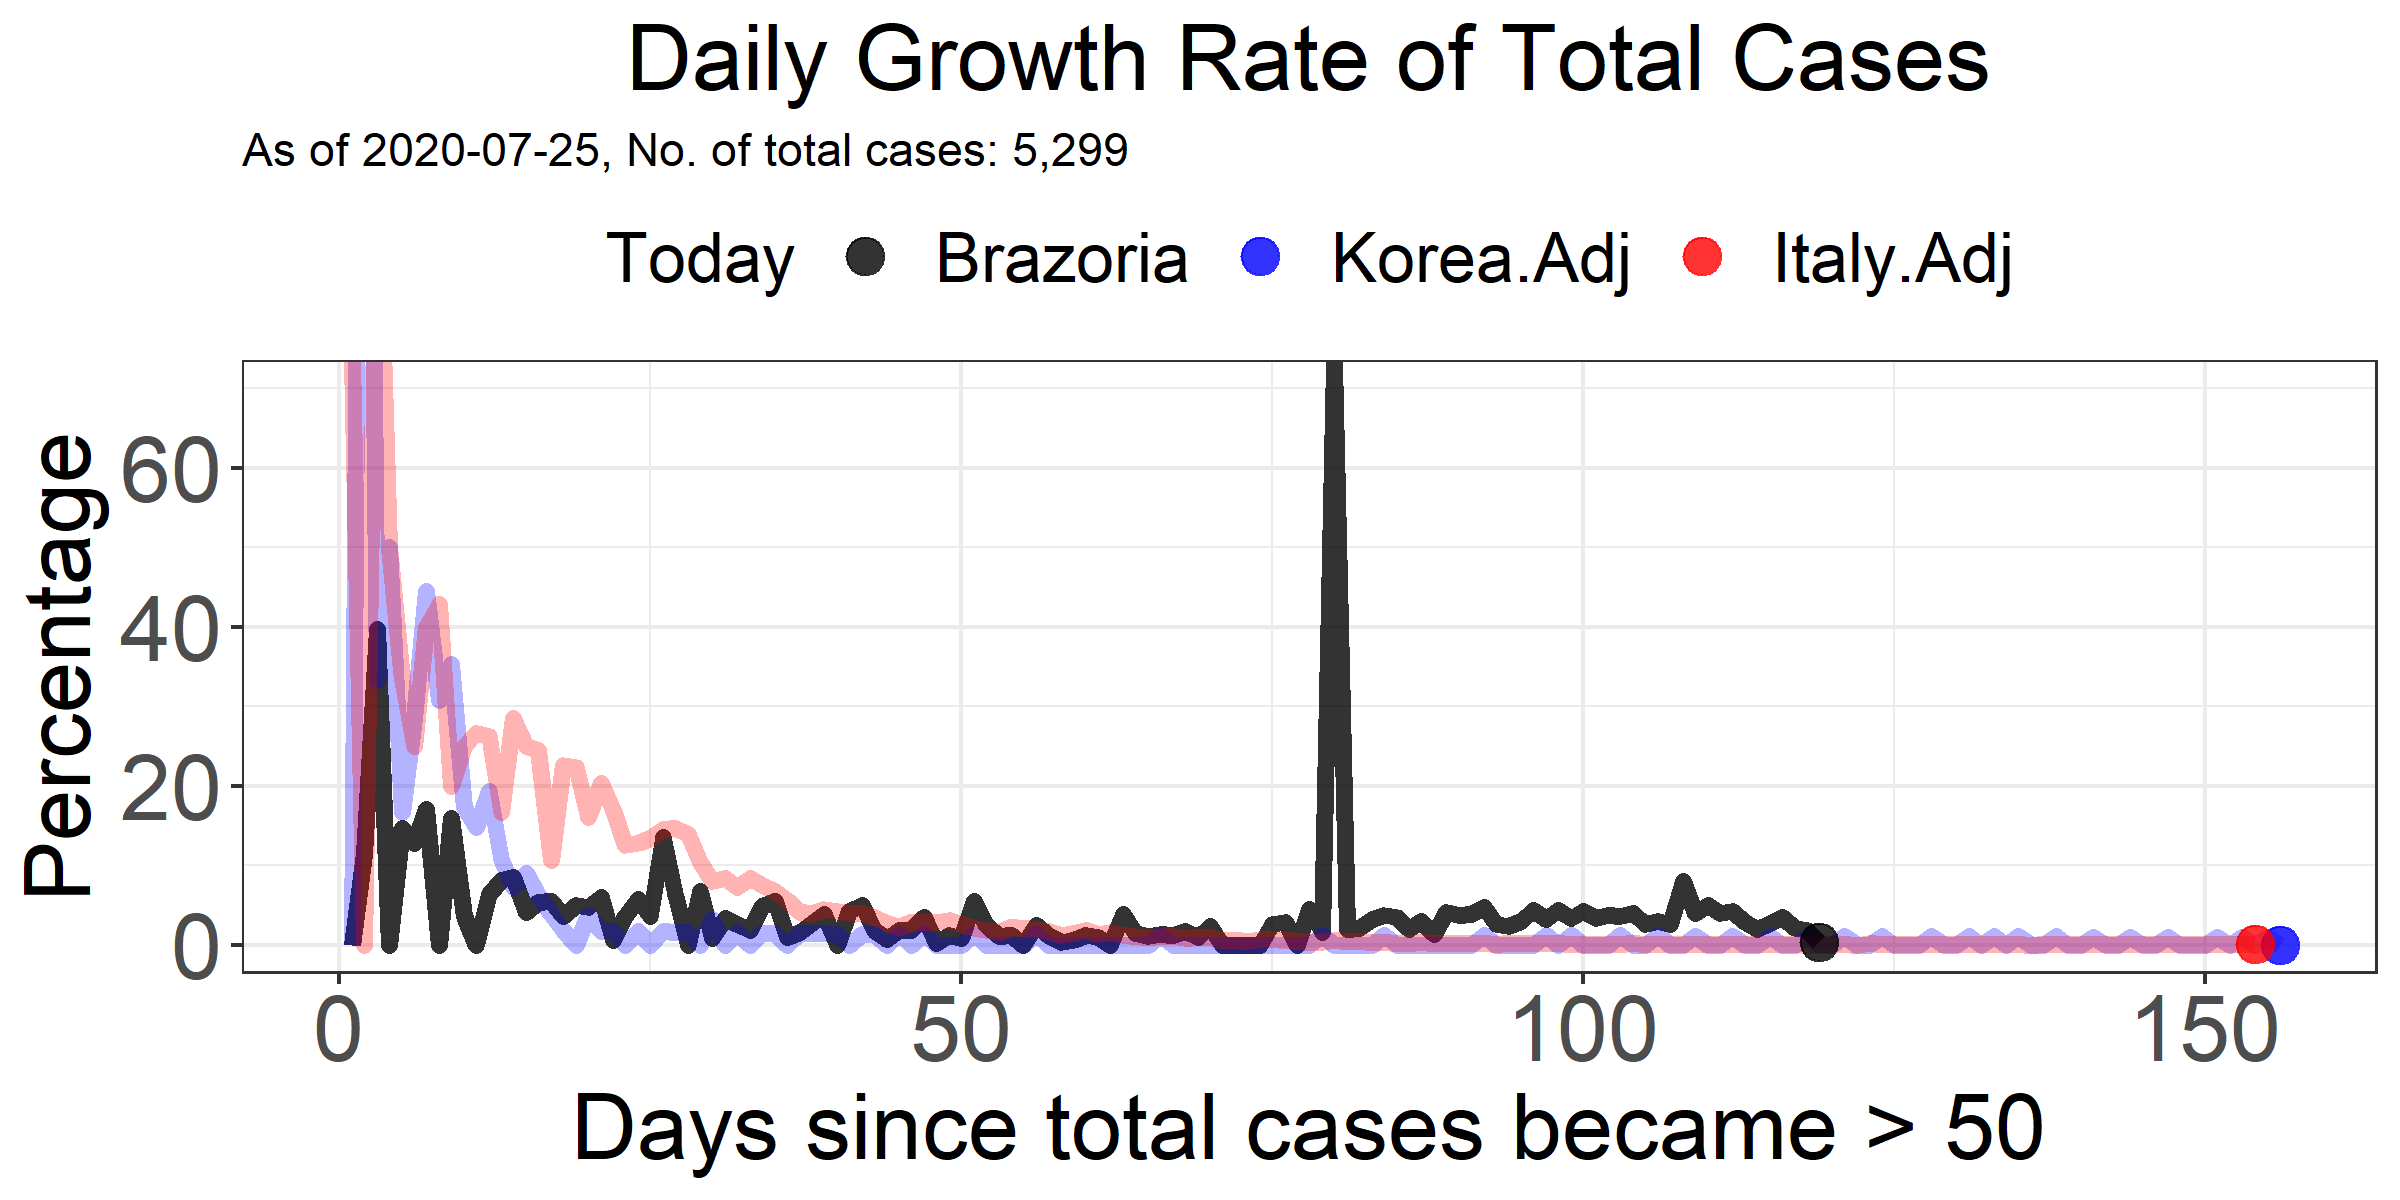 Daily Growth Rate of Total Cases
As of 2020-07-25, No. of total cases: 5,299
Today Brazoria Korea.Adj Italy.Adj
Percentage
60
40
20
0
0 50 100 150
Days since total cases became > 50